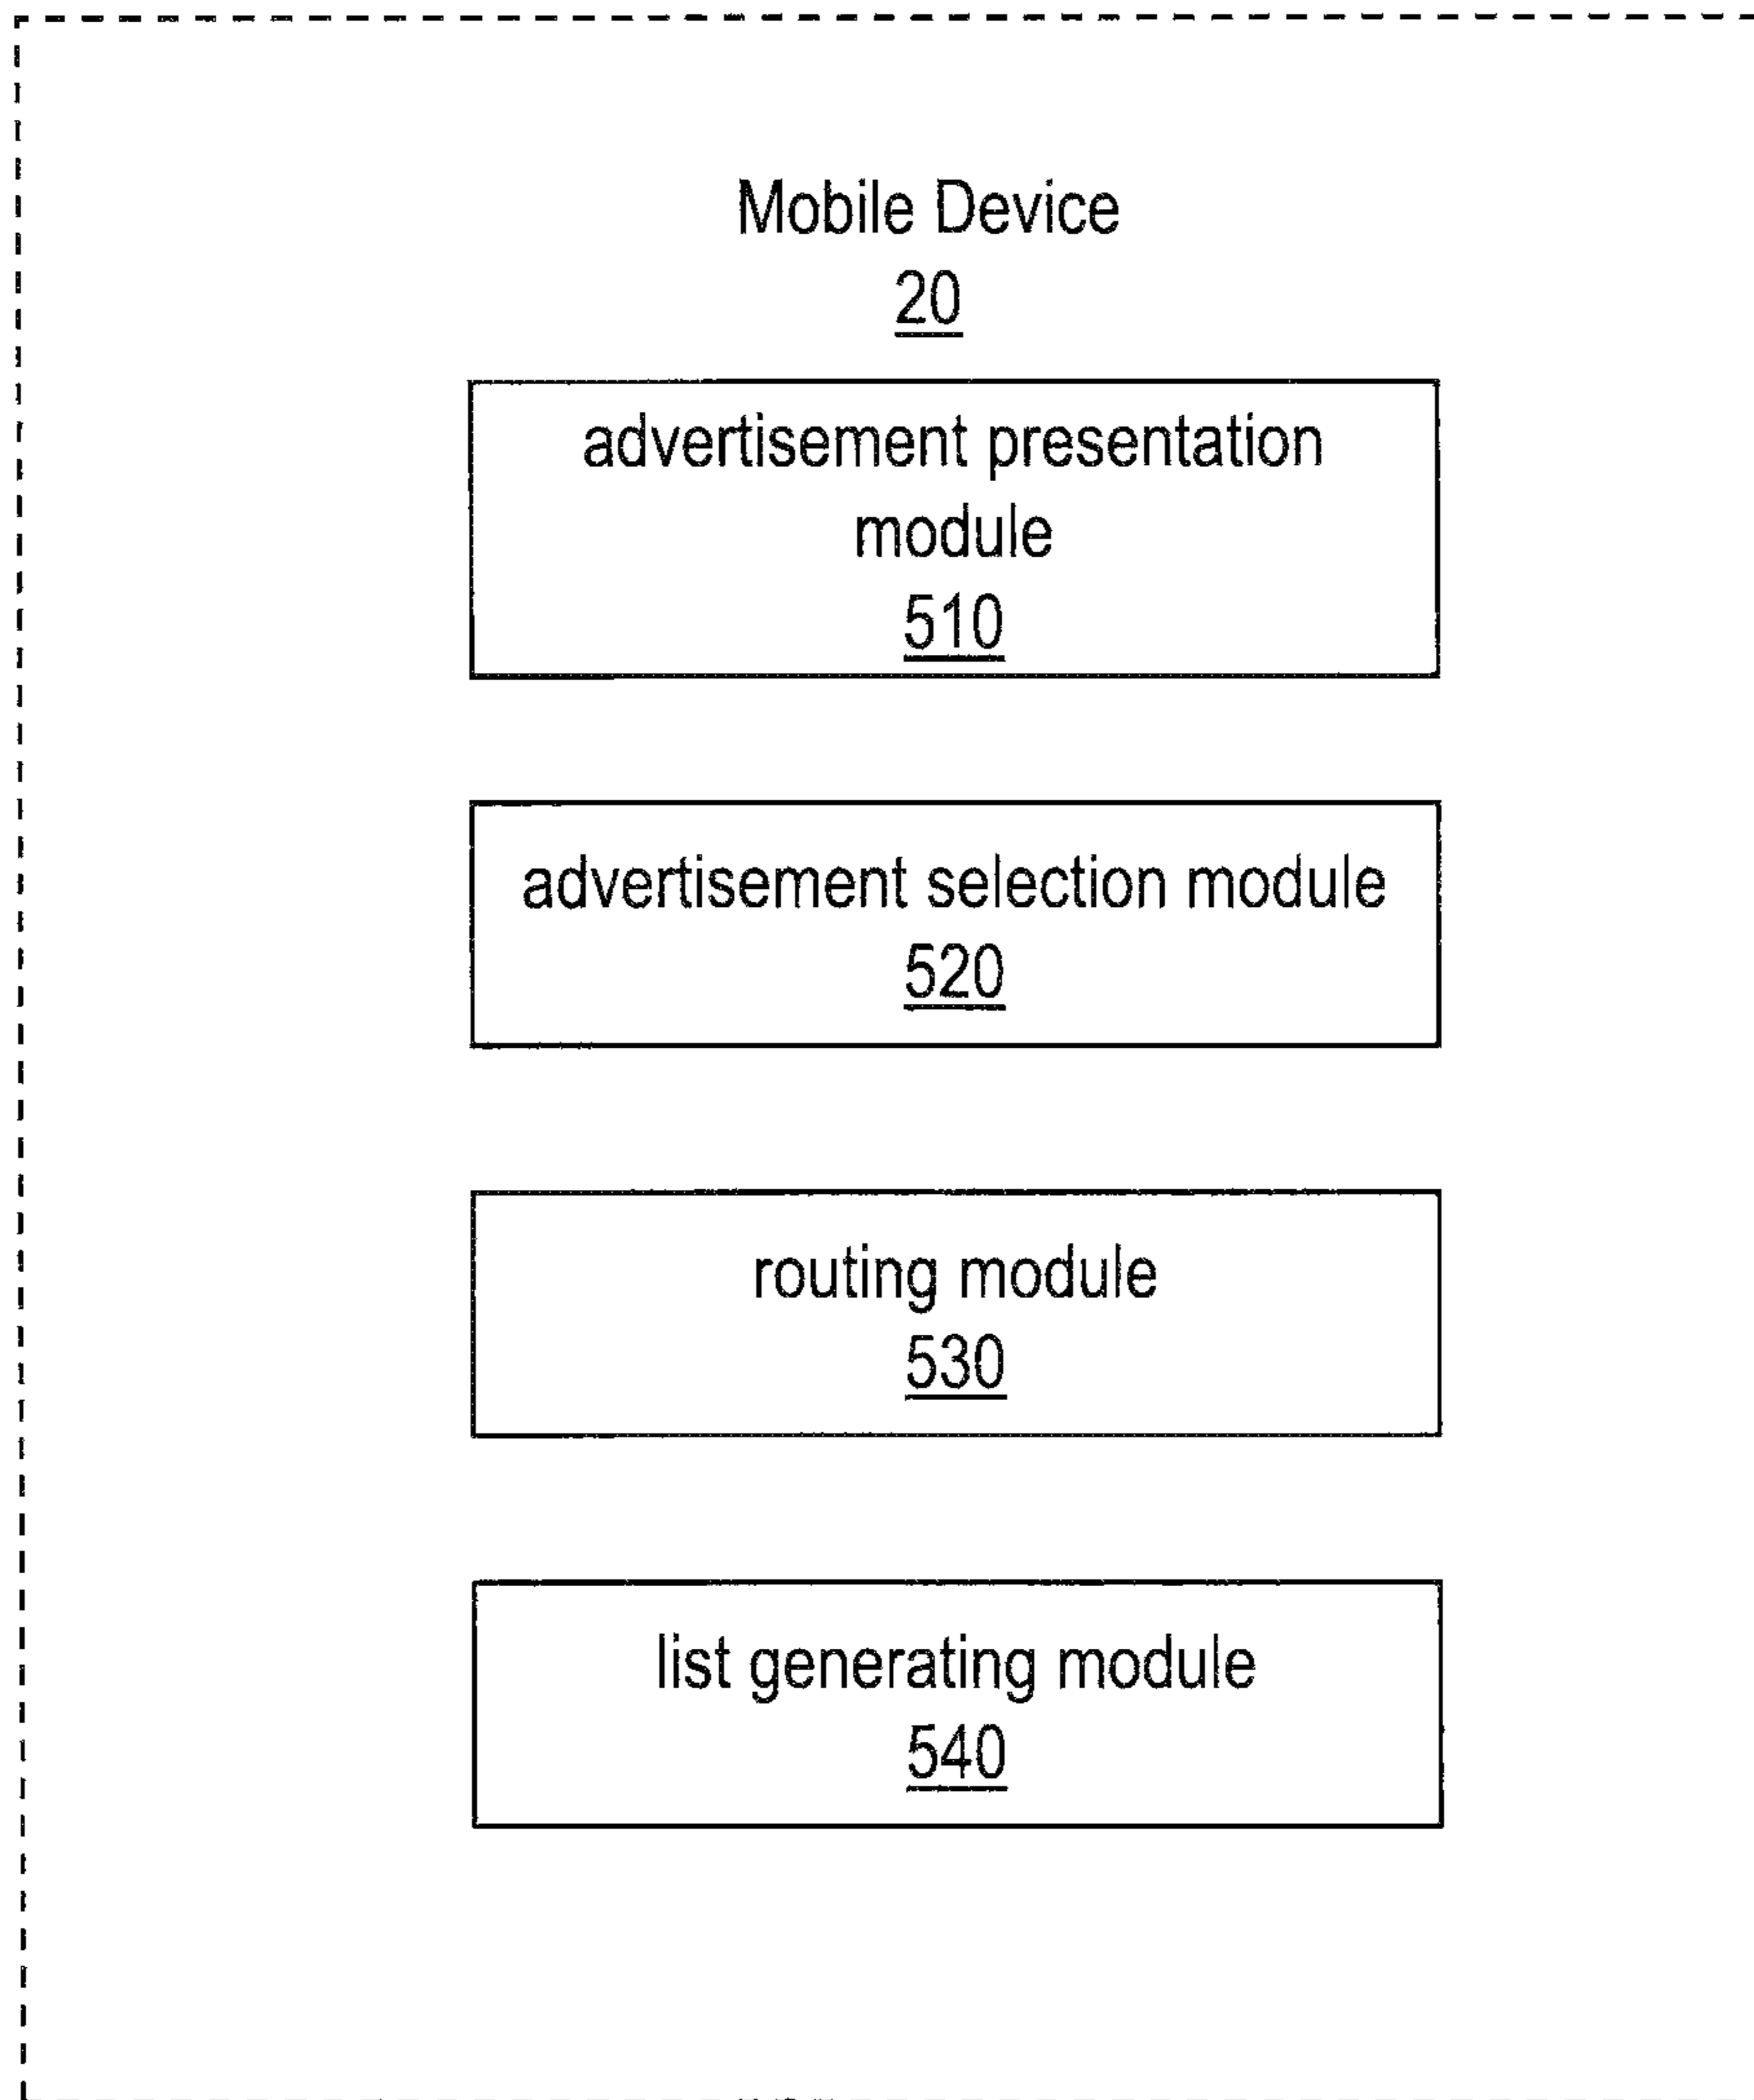 Mobile Device
20
advertisement presentation
module
510
advertisement selection module
520
routing module
530
list generating module
540